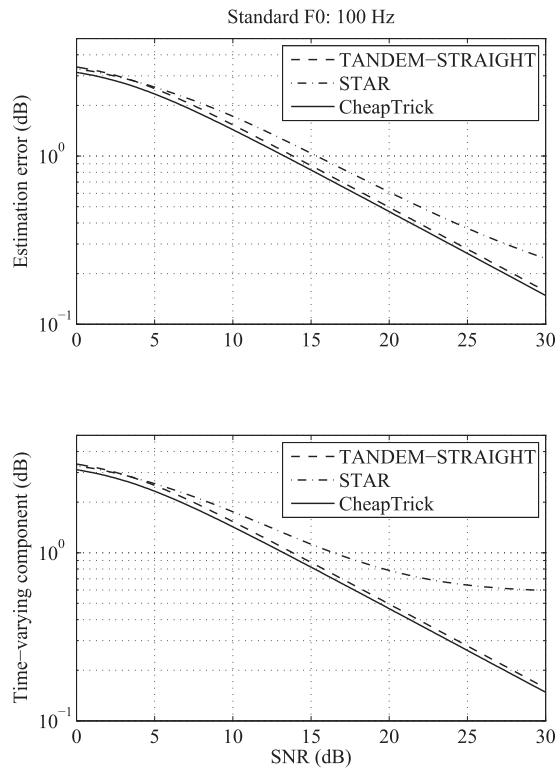 Standard F0: 100 Hz
TANDEM−STRAIGHT
STAR
CheapTrick
Estimation error (dB)
10^0
10^−1
0 5 10 15 20 25 30
TANDEM−STRAIGHT
STAR
CheapTrick
Time−varying component (dB)
10^0
10^−1
0 5 10 15 20 25 30
SNR (dB)